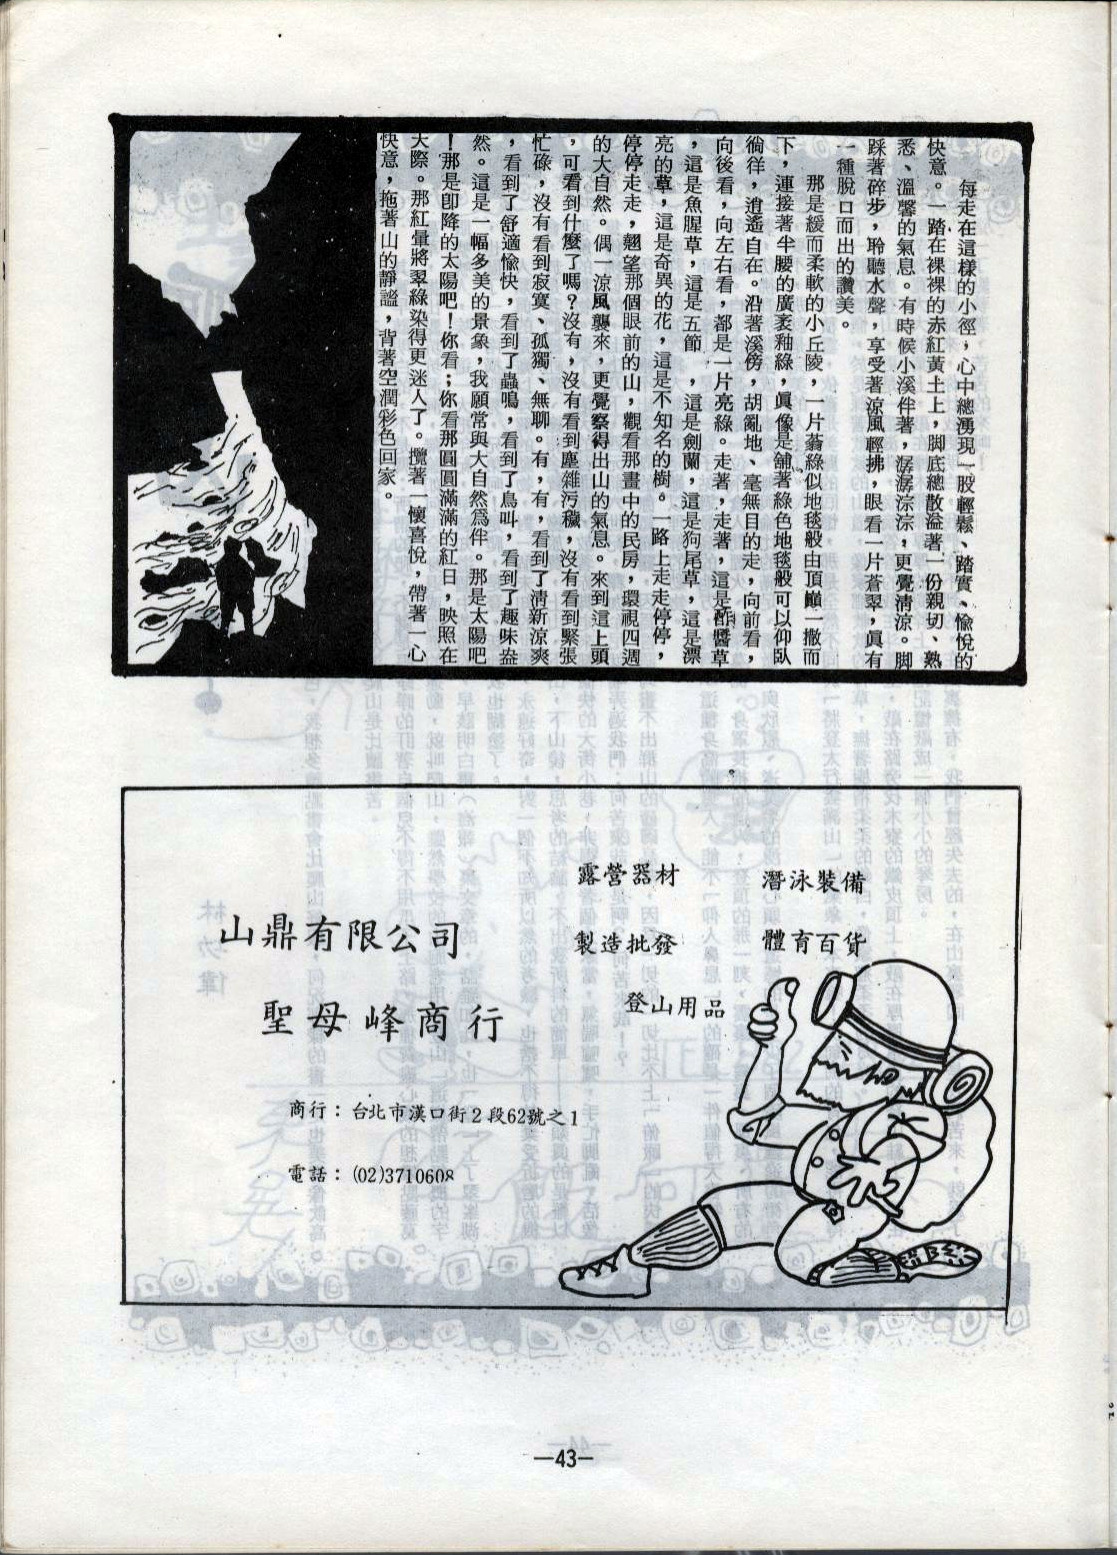 每走在這樣的小徑，心中總湧現一股輕鬆、踏實、愉悅的
快意。一踏在裸裸的赤紅黃土上，脚底總散溢著一份親切、熟
悉、溫馨的氣息。有時候小溪伴著，潺潺淙淙，更覺清涼。脚
踩著碎步，聆聽水聲，享受著涼風輕拂，眼看一片蒼翠，眞有
一種脫口而出的讚美。
那是緩而柔軟的小丘陵，一片蓊綠似地毯般由頂巔一撤而
下，連接著半腰的廣袤釉綠，眞像是舖著綠色地毯般可以仰臥
徜徉，逍遙自在。沿著溪傍，胡亂地、毫無目的走，向前看，
向後看，向左右看，都是一片亮綠。走著，走著，這是酢醬草
，這是魚腥草，這是五節　，這是劍蘭，這是狗尾草，這是漂
亮的草，這是奇異的花，這是不知名的樹。一路上走走停停，
停停走走，翹望那個眼前的山，觀看那畫中的民房，環視四週
的大自然。偶一涼風襲來，更覺察得出山的氣息。來到這上頭
，可看到什麼了嗎？沒有，沒有看到塵雜污穢，沒有看到緊張
忙碌，沒有看到寂寞、孤獨、無聊。有，有，看到了淸新涼爽
，看到了舒適愉快，看到了蟲鳴，看到了鳥叫，看到了趣味盎
然。這是一幅多美的景象，我願常與大自然爲伴。那是太陽吧
！那是卽降的太陽吧！你看；你看那圓圓滿滿的紅日，映照在
天際。那紅暈將翠綠染得更迷人了。攬著一懷喜悅，帶著一心
快意，拖著山的靜謐，背著空濶彩色回家。
露營器材
潛泳裝備
山鼎有限公司
製造批發
體育百貨
聖母峰商行
登山用品
商行：台北市漢口街2段62號之1
電話：(02)3710608
—43—